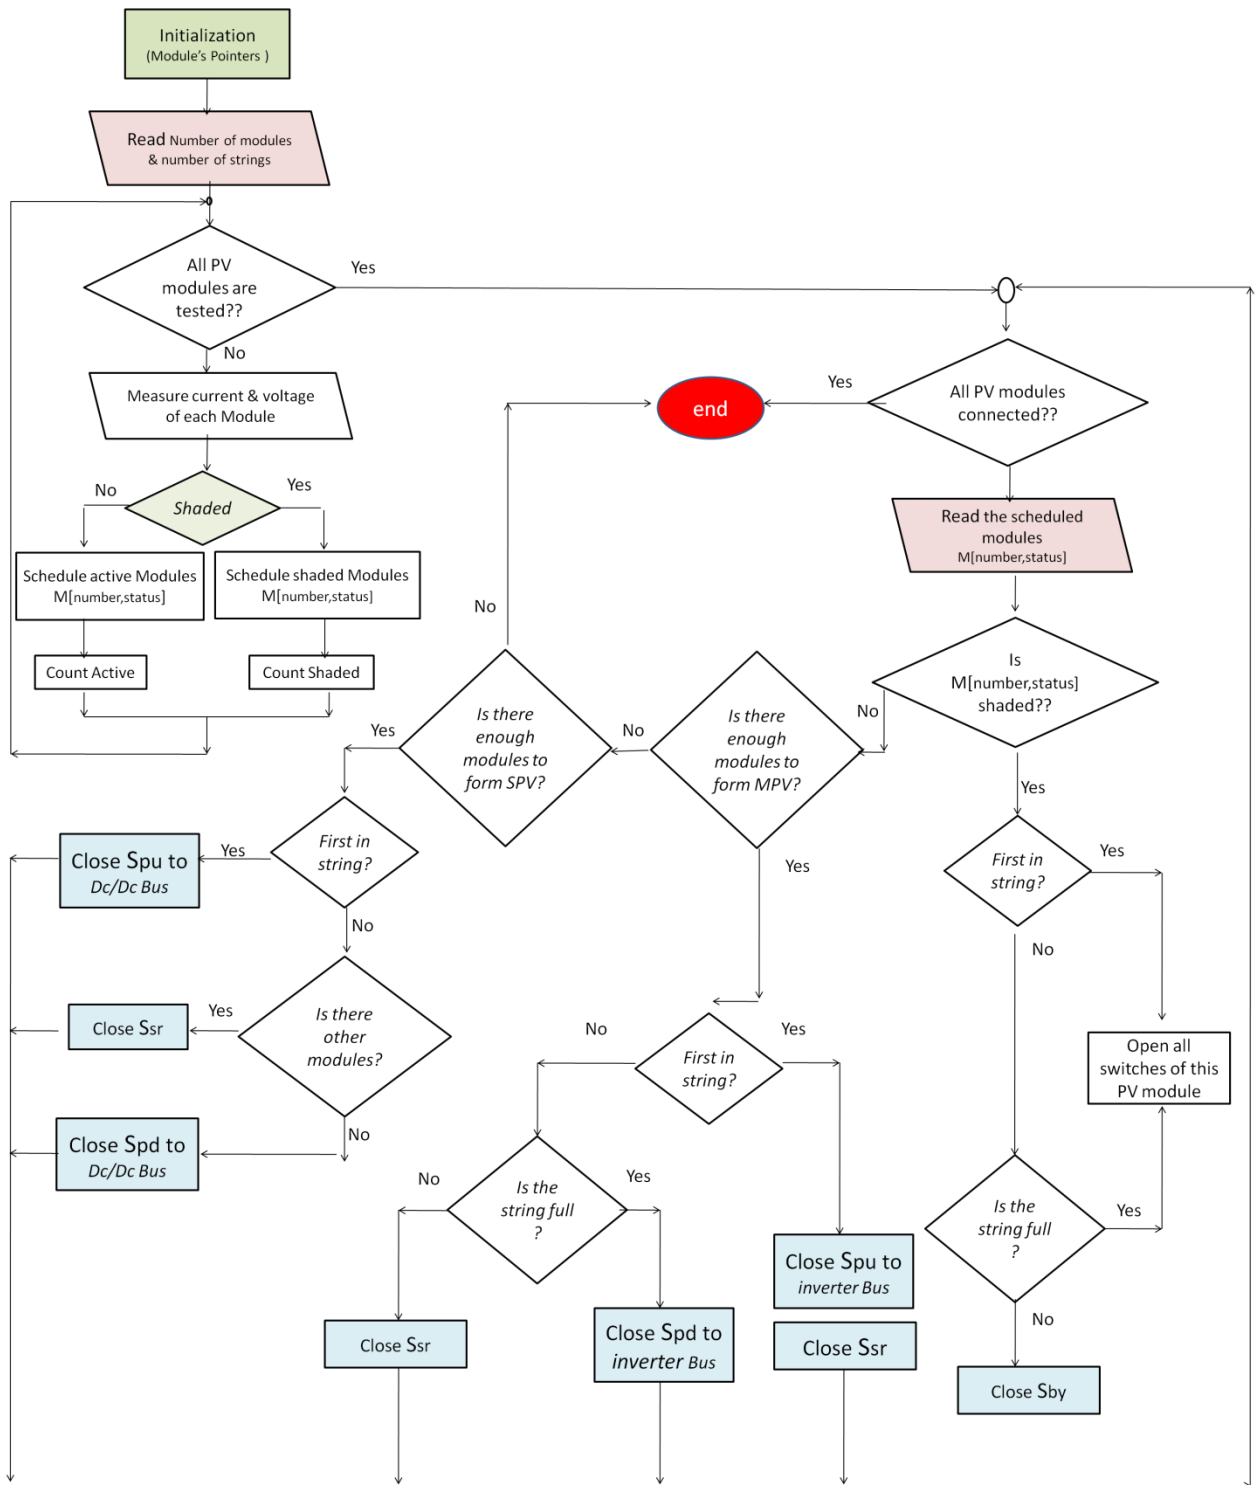 Initialization
(Module's Pointers )
Read Number of modules
& number of strings
All PV
modules are
tested??
Yes
No
Measure current & voltage
of each Module
No
Shaded
Yes
Schedule active Modules
M[number,status]
Schedule shaded Modules
M[number,status]
Count Active
Count Shaded
end
Yes
All PV modules
connected??
Read the scheduled
modules
M[number,status]
Is
M[number,status]
shaded??
No
Yes
No
Is there
enough
modules to
form SPV?
Yes
No
Is there
enough
modules to
form MPV?
Yes
First in
string?
Yes
No
Close Spu to
Dc/Dc Bus
Is there
other
modules?
Yes
No
Close Ssr
Close Spd to
Dc/Dc Bus
First in
string?
No
Yes
Is the
string full
?
No
Yes
Close Ssr
Close Spd to
inverter Bus
Close Spu to
inverter Bus
Close Ssr
First in
string?
Yes
No
Open all
switches of this
PV module
Is the
string full
?
Yes
No
Close Sby